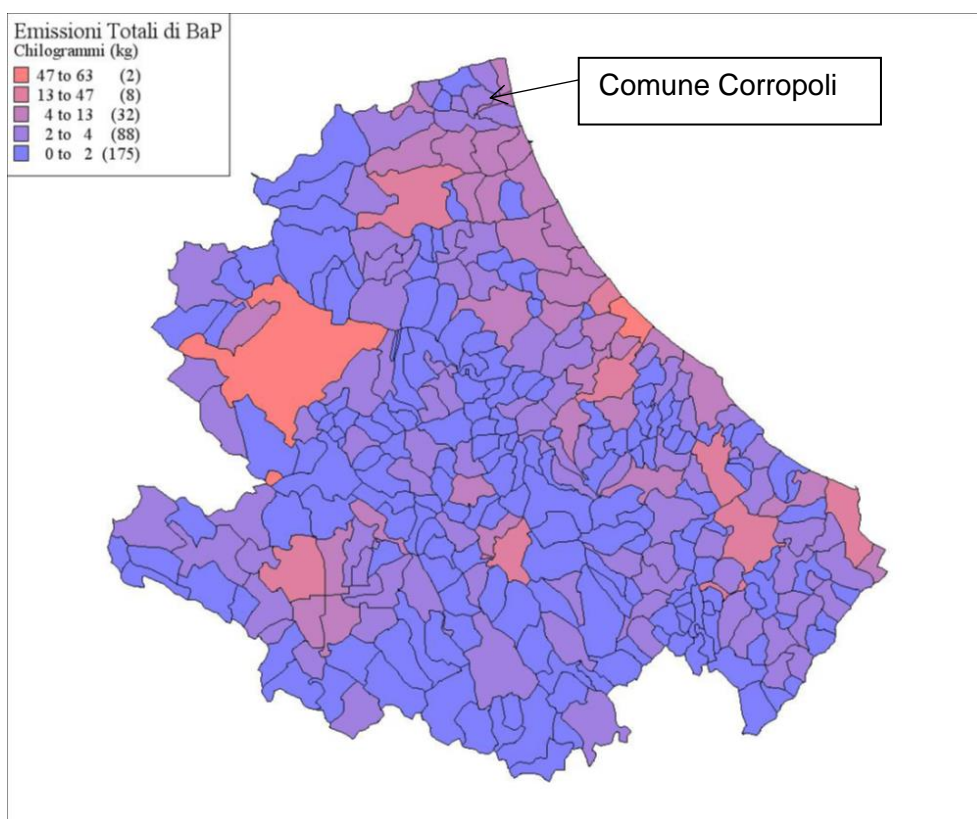 Emissioni Totali di BaP
Chilogrammi (kg)
47 to 63 (2)
13 to 47 (8)
4 to 13 (32)
2 to 4 (88)
0 to 2 (175)
Comune Corropoli